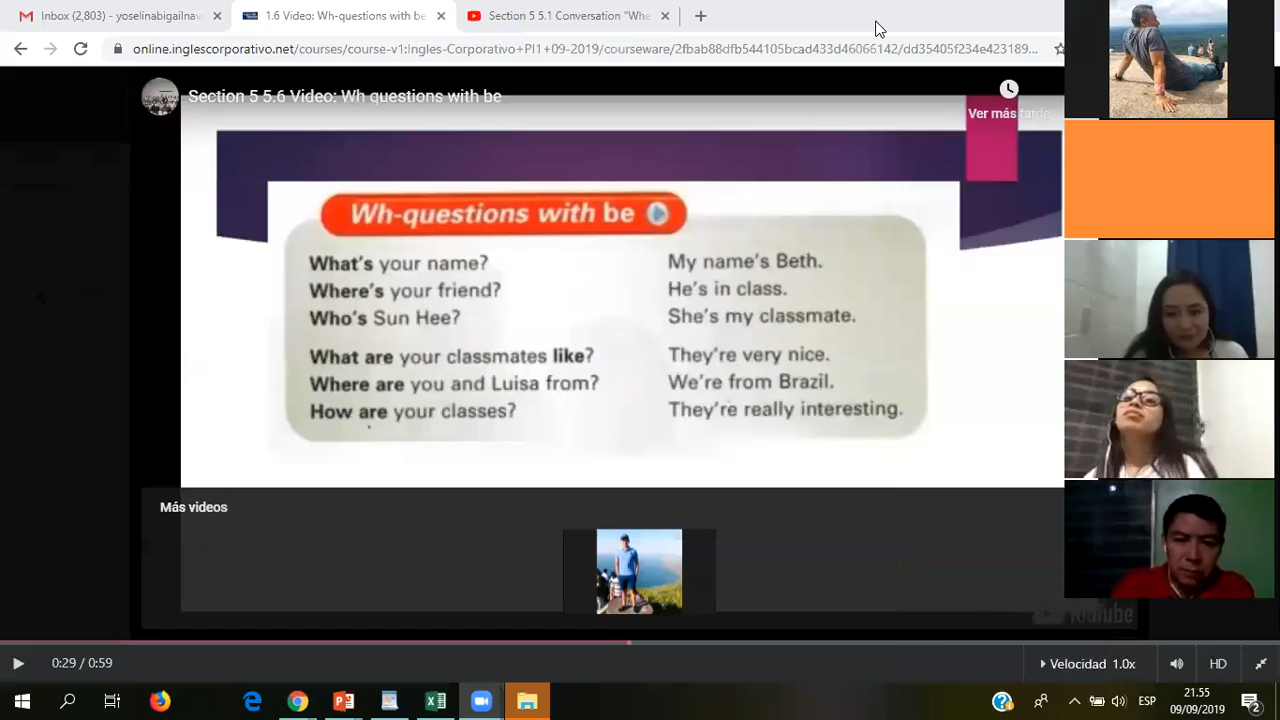 Inbox (2,803) - yoselinabigailnav
1.6 Video: Wh-questions with be
Section 5 5.1 Conversation "Whe
online.inglescorporativo.net/courses/course-v1:Ingles-Corporativo+PI1+09-2019/courseware/2fbab88dfb544105bcad433d46066142/dd35405f234e423189...
Section 5 5.6 Video: Wh questions with be
Ver más tarde
Wh-questions with be
What's your name? My name's Beth.
Where's your friend? He's in class.
Who's Sun Hee? She's my classmate.
What are your classmates like? They're very nice.
Where are you and Luisa from? We're from Brazil.
How are your classes? They're really interesting.
Más videos
YouTube
0:29 / 0:59
Velocidad 1.0x
HD
ESP
21.55
09/09/2019
2